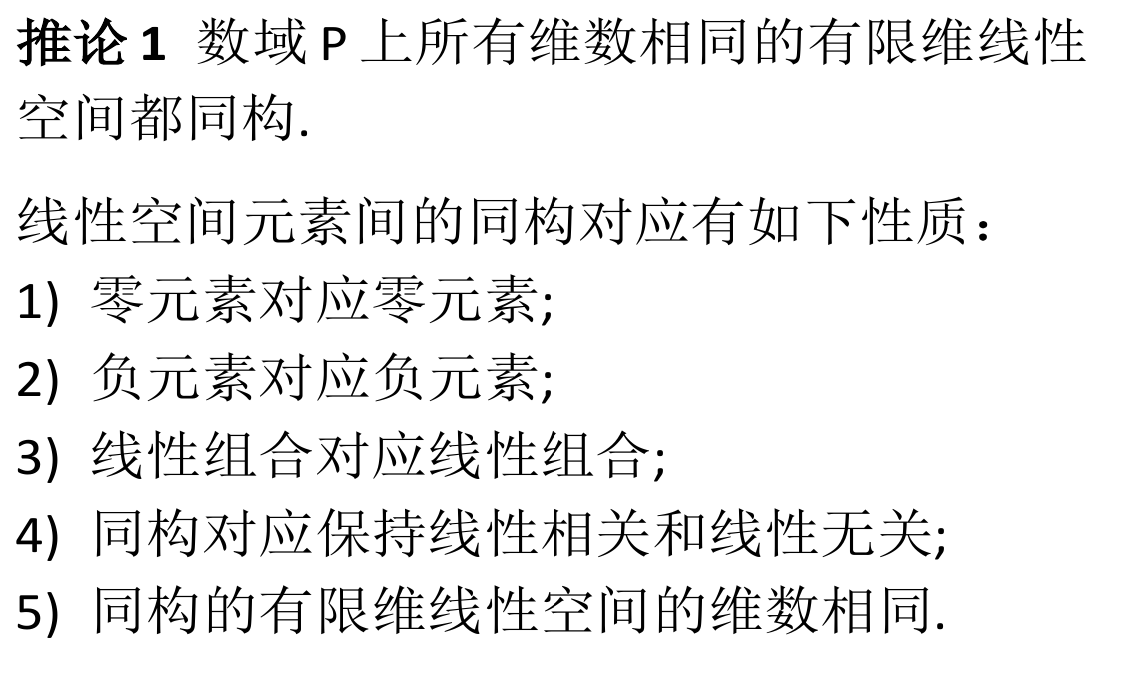 推论 1 数域 P 上所有维数相同的有限维线性
空间都同构.
线性空间元素间的同构对应有如下性质：
1) 零元素对应零元素;
2) 负元素对应负元素;
3) 线性组合对应线性组合;
4) 同构对应保持线性相关和线性无关;
5) 同构的有限维线性空间的维数相同.